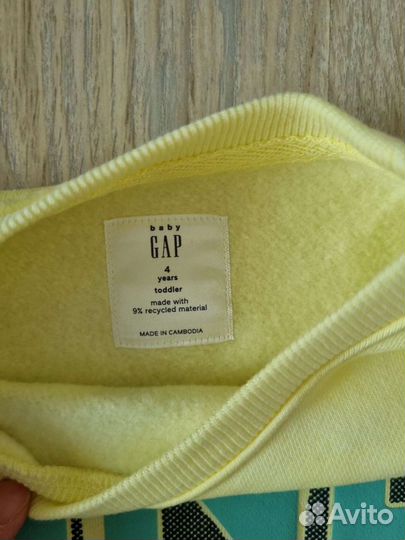 baby
GAP
4
years
toddler
made with
9% recycled material
MADE IN CAMBODIA
Avito